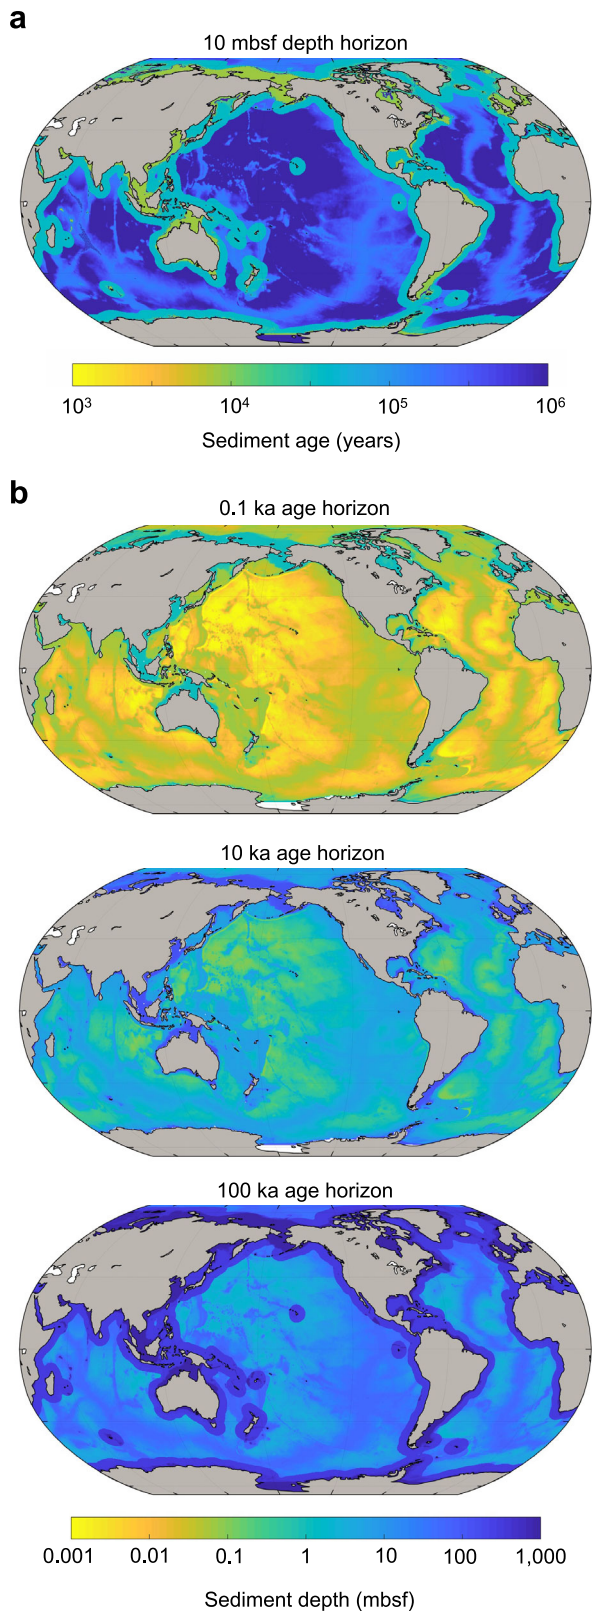 a
10 mbsf depth horizon
10³ 10⁴ 10⁵ 10⁶
Sediment age (years)
b
0.1 ka age horizon
10 ka age horizon
100 ka age horizon
0.001 0.01 0.1 1 10 100 1,000
Sediment depth (mbsf)